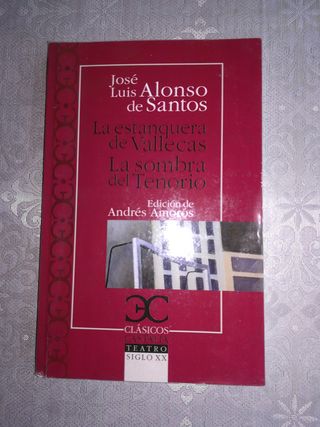 José
Luis Alonso
de Santos
La estanquera
de Vallecas
La sombra
del Tenorio
Edición de
Andrés Amorós
CLÁSICOS
CASTALIA
TEATRO
SIGLO XX